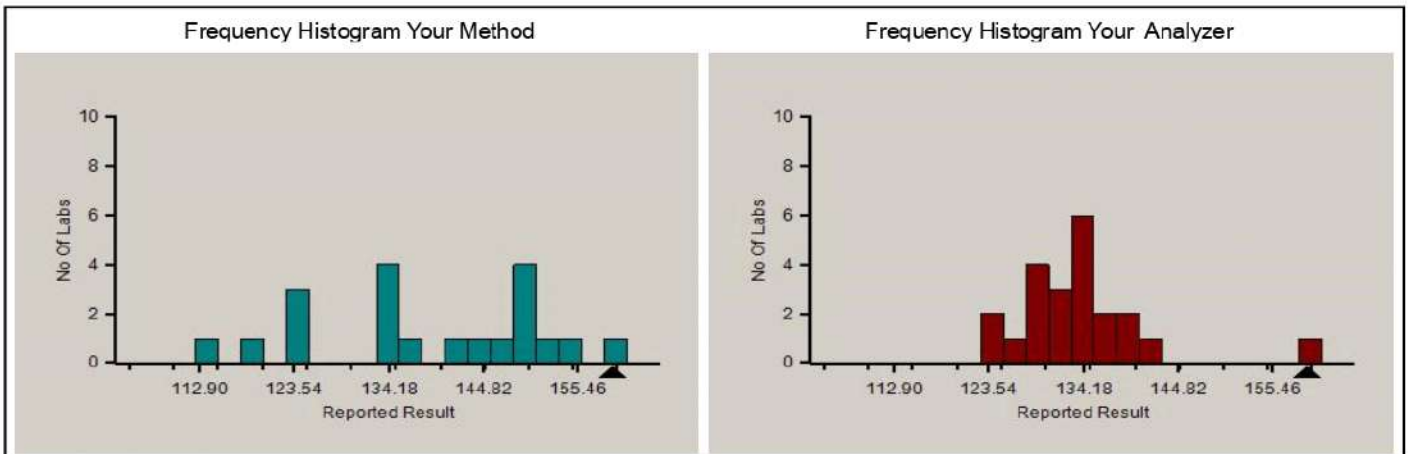 Frequency Histogram Your Method
10
8
6
4
2
0
No Of Labs
112.90 123.54 134.18 144.82 155.46
Reported Result
Frequency Histogram Your Analyzer
10
8
6
4
2
0
No Of Labs
112.90 123.54 134.18 144.82 155.46
Reported Result